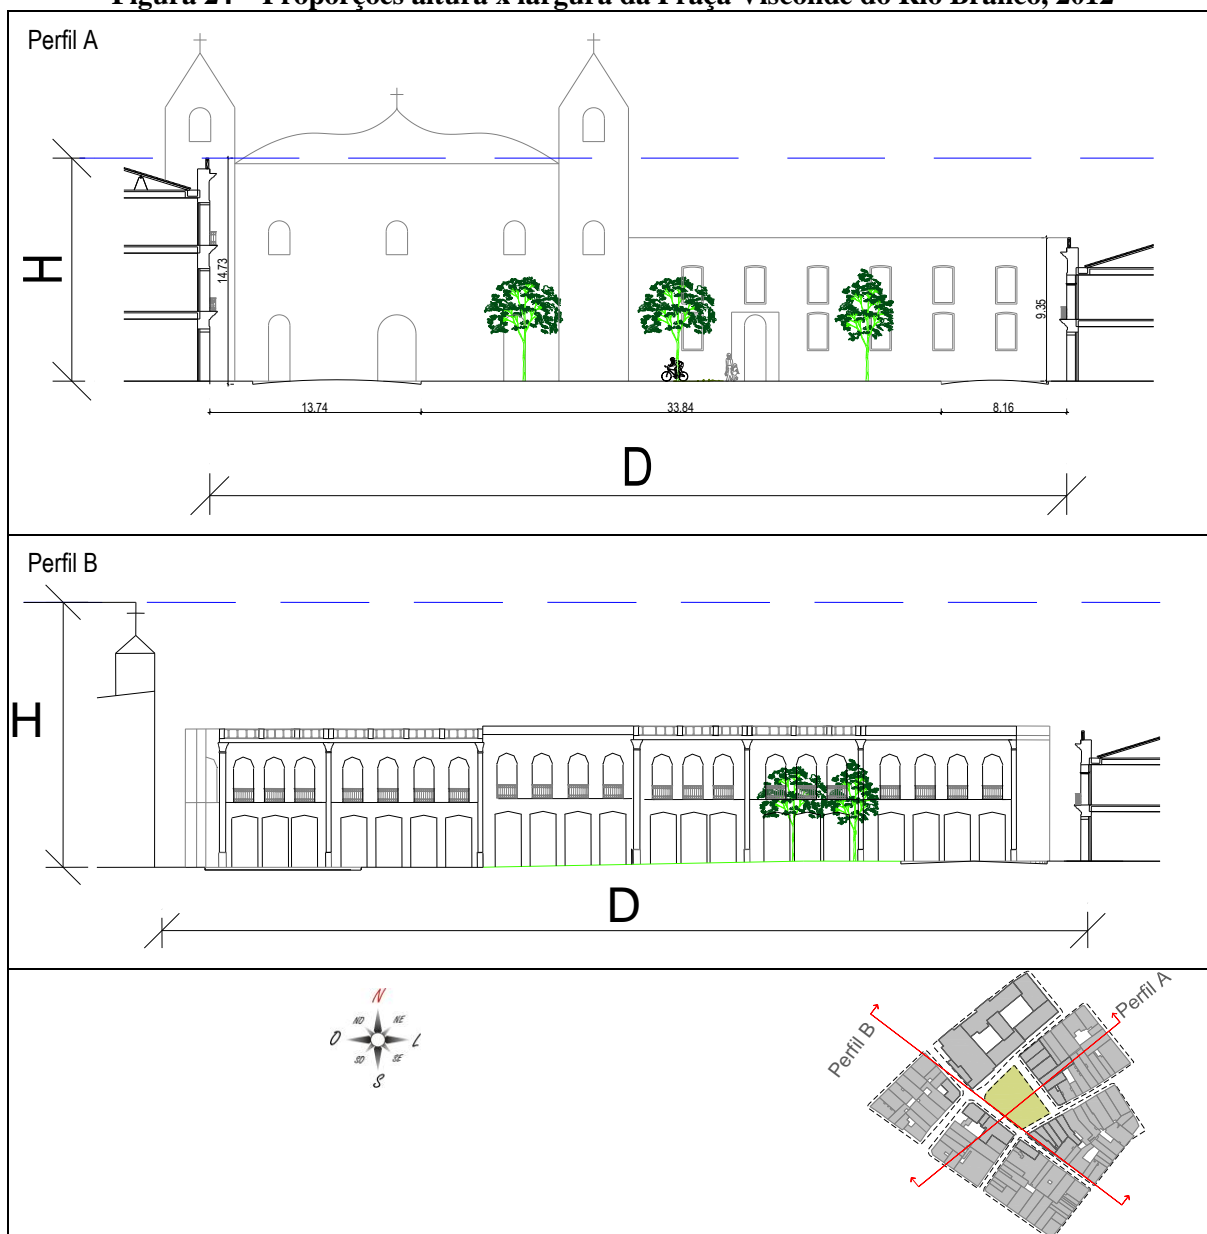 Figura 24 – Proporções altura x largura da Praça Visconde do Rio Branco, 2012
Perfil A
H
14.73
9.35
13.74 33.84 8.16
D
Perfil B
H
D
N
NO NE
O L
SO SE
S
Perfil B
Perfil A